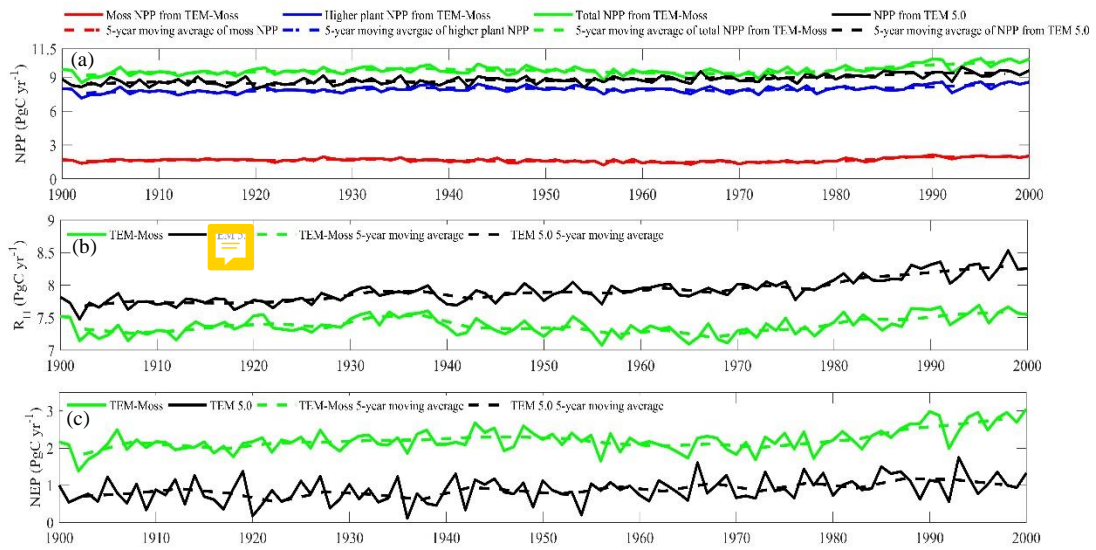 Moss NPP from TEM-Moss Higher plant NPP from TEM-Moss Total NPP from TEM-Moss NPP from TEM 5.0
5-year moving average of moss NPP 5-year moving avergae of higher plant NPP 5-year moving average of total NPP from TEM-Moss 5-year moving average of NPP from TEM 5.0
(a)
NPP (PgC yr⁻¹)
11.5
9
6
3
0
1900 1910 1920 1930 1940 1950 1960 1970 1980 1990 2000
TEM-Moss TEM-Moss 5-year moving average TEM 5.0 5-year moving average
(b)
R_H (PgC yr⁻¹)
9
8.5
8
7.5
7
1900 1910 1920 1930 1940 1950 1960 1970 1980 1990 2000
TEM-Moss TEM 5.0 TEM-Moss 5-year moving average TEM 5.0 5-year moving average
(c)
NEP (PgC yr⁻¹)
3
2
1
0
1900 1910 1920 1930 1940 1950 1960 1970 1980 1990 2000